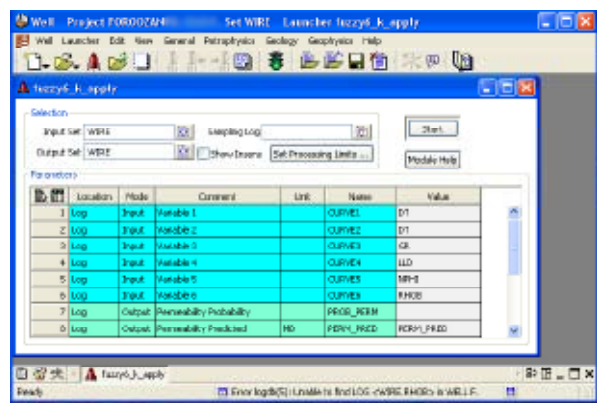 Well Project FOROOZAN Set WIRE Launcher fuzzy6_k_apply
Well Launcher Edit View General Petrophysics Geology Geophysics Help
fuzzy6_k_apply
Selection
Input Set WIRE Sampling Log
Start
Output Set WIRE Show Inserts Set Processing Limits ...
Module Help
Parameters
Location Mode Comment Unit Name Value
1 Log Input Variable 1 CURVE1 DT
2 Log Input Variable 2 CURVE2 DT
3 Log Input Variable 3 CURVE3 GR
4 Log Input Variable 4 CURVE4 LLD
5 Log Input Variable 5 CURVE5 NPHI
6 Log Input Variable 6 CURVE6 RHOB
7 Log Output Permeability Probability PROB_PERM
8 Log Output Permeability Predicted MD PERM_PRED PERM_PRED
fuzzy6_k_apply
Ready Error logdb(5): Unable to find LOG <WIRE.RHOB> in WELL F.